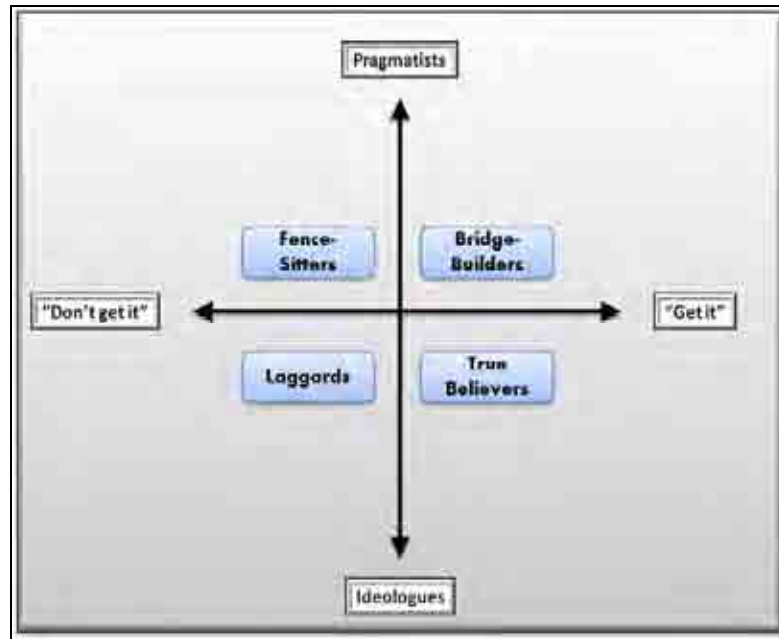 Pragmatists
Fence-
Sitters
Bridge-
Builders
"Don't get it"
"Get it"
Laggards
True
Believers
Ideologues